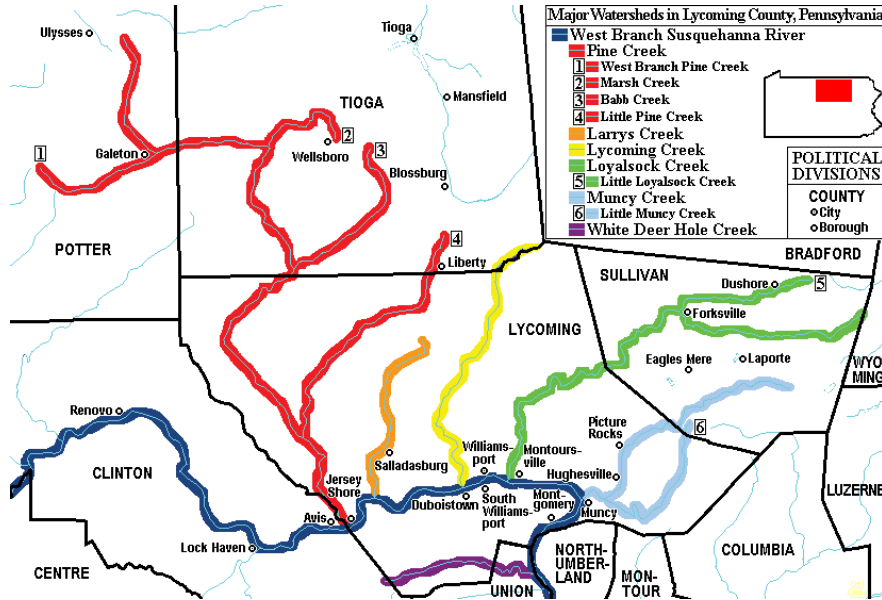 Major Watersheds in Lycoming County, Pennsylvania
West Branch Susquehanna River
Pine Creek
1 West Branch Pine Creek
2 Marsh Creek
3 Babb Creek
4 Little Pine Creek
Larrys Creek
Lycoming Creek
Loyalsock Creek
5 Little Loyalsock Creek
Muncy Creek
6 Little Muncy Creek
White Deer Hole Creek
POLITICAL
DIVISIONS
COUNTY
City
Borough
Ulysses
Tioga
Mansfield
TIOGA
2
3
Wellsboro
1
Galeton
Blossburg
POTTER
4
Liberty
BRADFORD
SULLIVAN
Dushore
5
Forksville
LYCOMING
Eagles Mere
Laporte
WYO
MING
Renovo
Picture
Rocks
6
CLINTON
Salladasburg
Williams-
port
Montours-
ville
Hughesville
Jersey
Shore
Duboistown
South
Williams-
port
Mont-
gomery
Muncy
LUZERNE
Avis
Lock Haven
CENTRE
UNION
NORTH-
UMBER-
LAND
MON-
TOUR
COLUMBIA